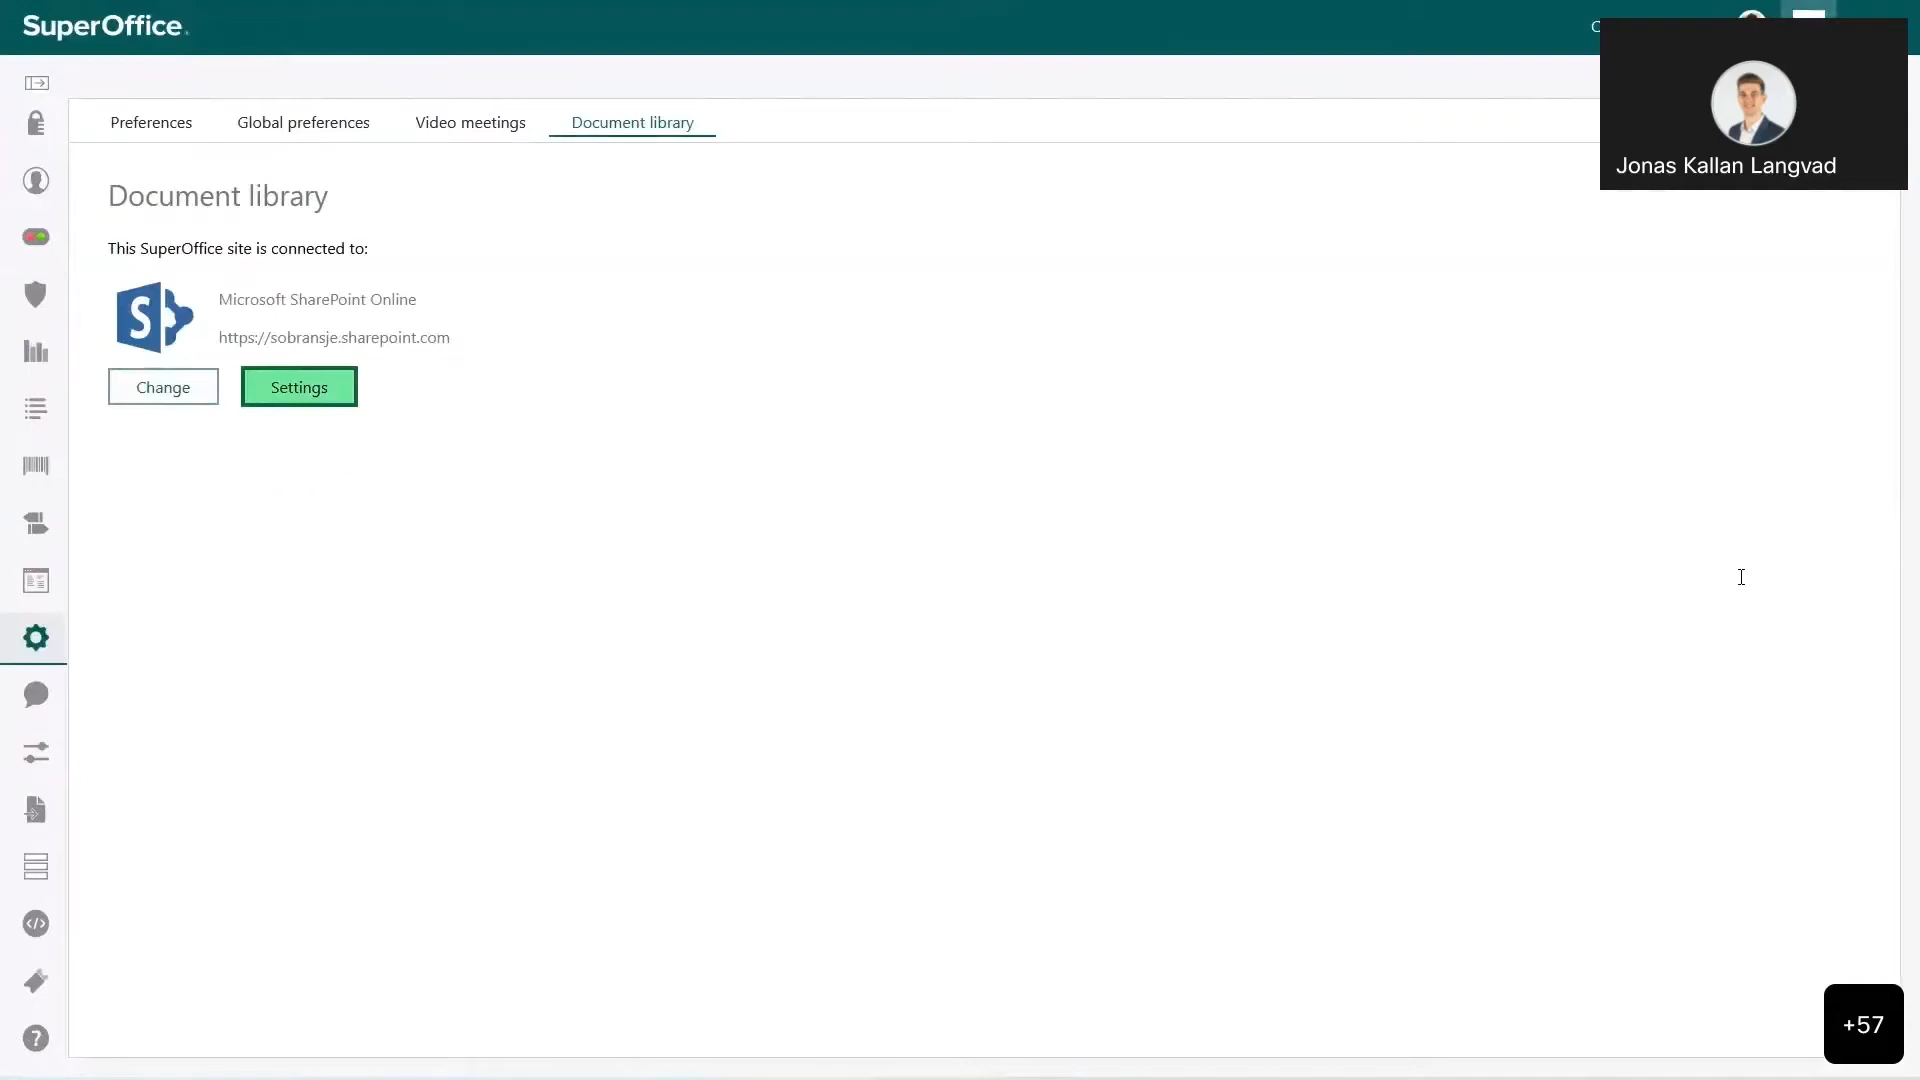 SuperOffice
Preferences
Global preferences
Video meetings
Document library
Jonas Kallan Langvad
Document library
This SuperOffice site is connected to:
Microsoft SharePoint Online
https://sobransje.sharepoint.com
Change
Settings
+57